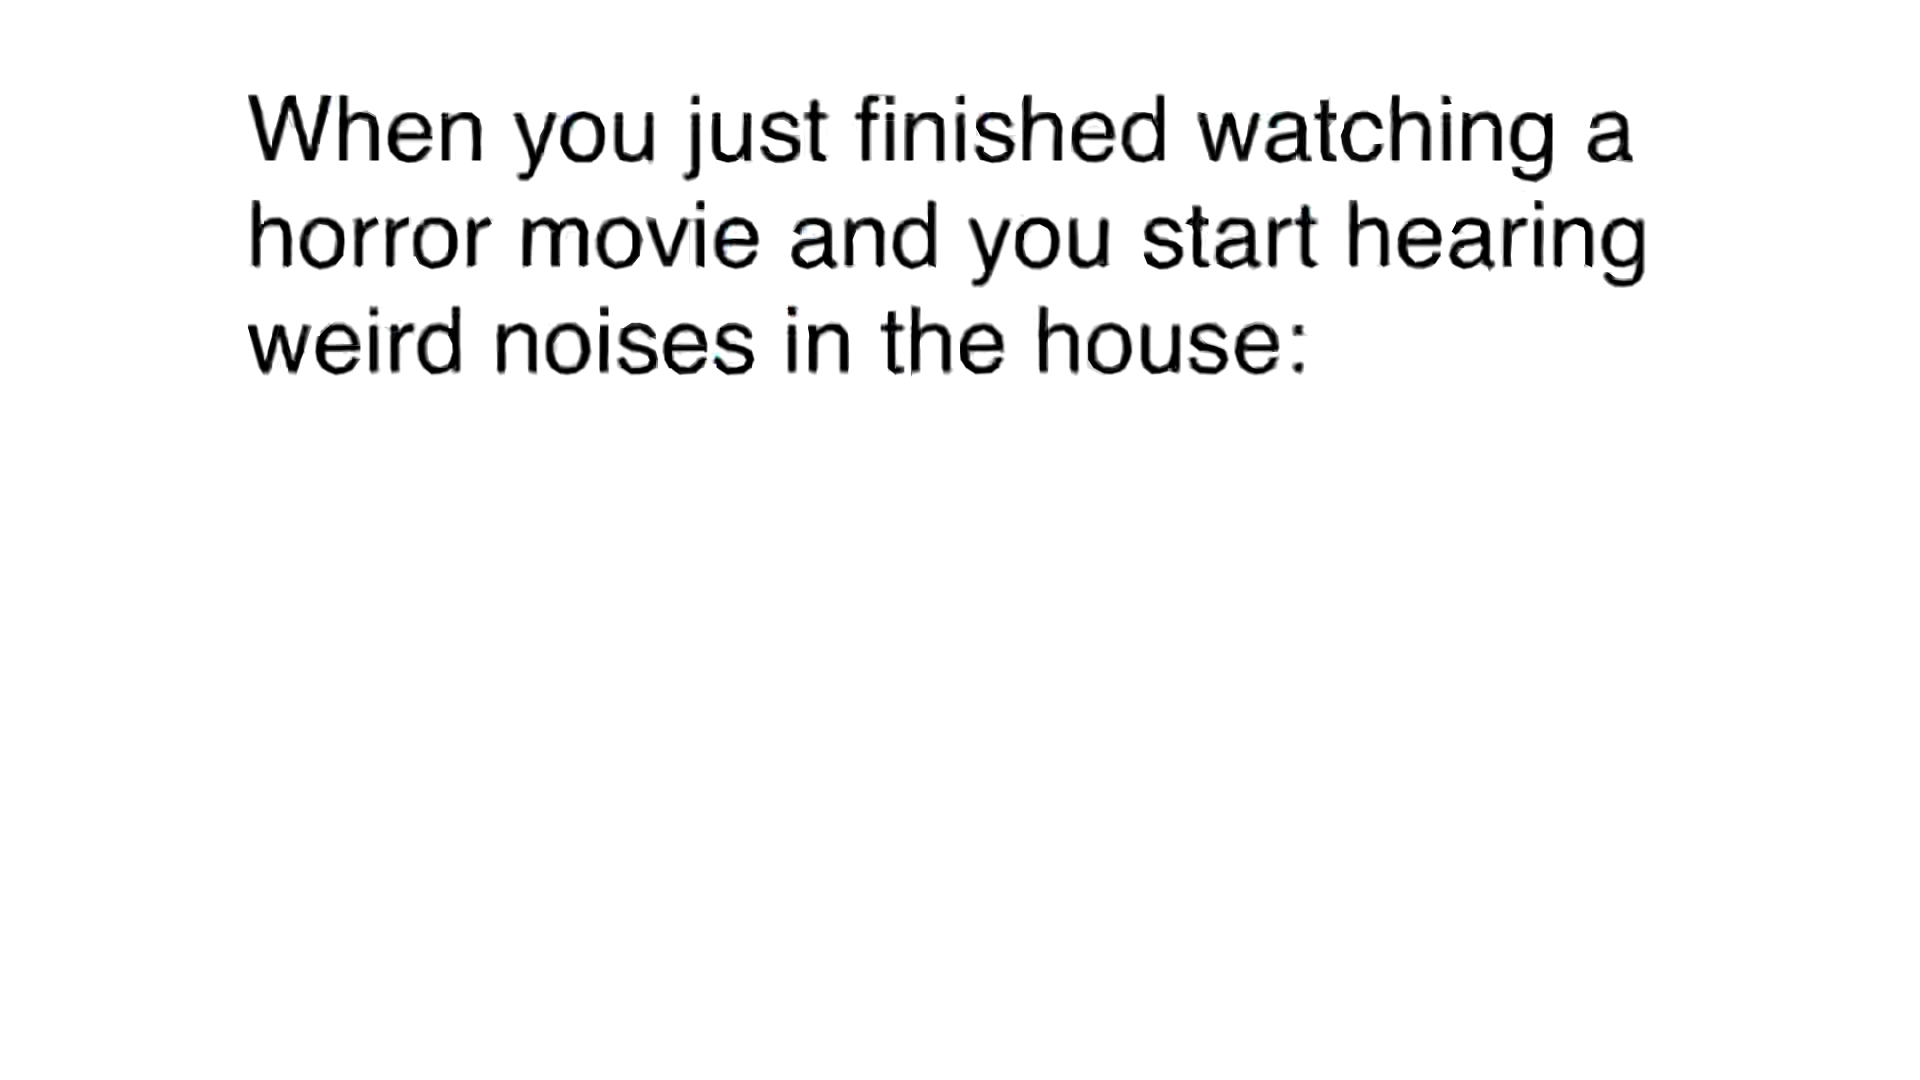 When you just finished watching a
horror movie and you start hearing
weird noises in the house: